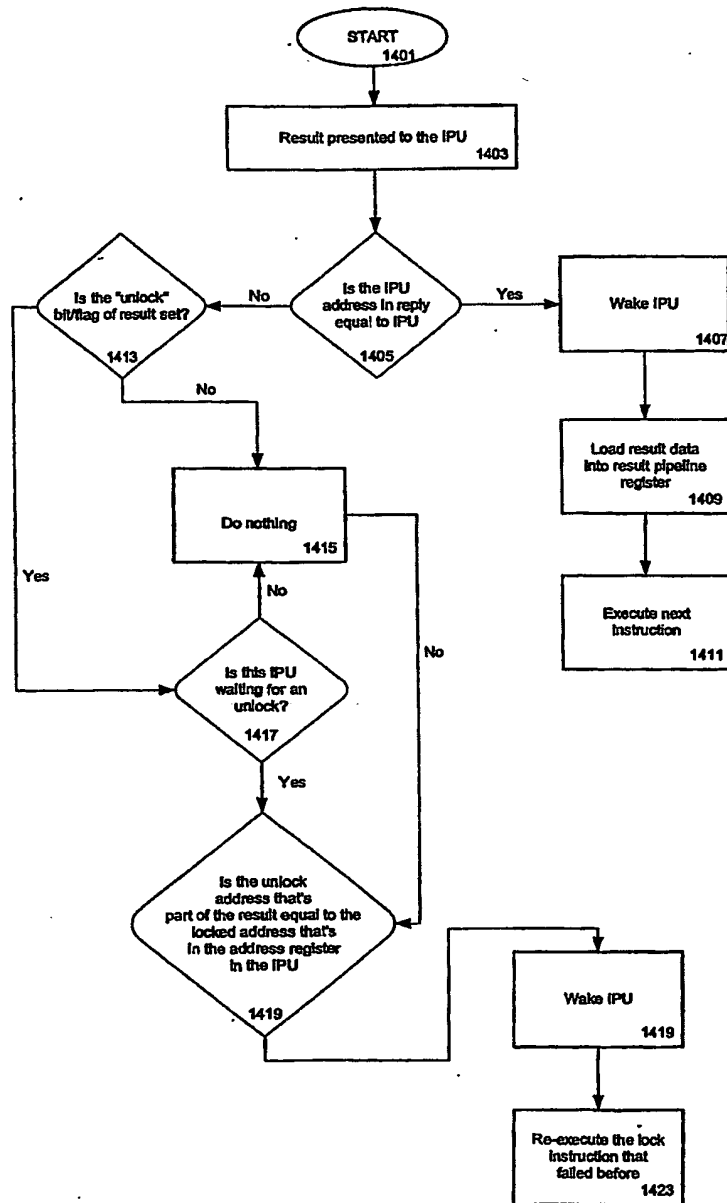 START
1401
Result presented to the IPU
1403
Is the IPU
address in reply
equal to IPU
1405
No
Yes
Is the "unlock"
bit/flag of result set?
1413
Wake IPU
1407
No
Load result data
into result pipeline
register
1409
Do nothing
1415
Yes
No
No
Execute next
instruction
1411
Is this IPU
waiting for an
unlock?
1417
Yes
Is the unlock
address that's
part of the result equal to the
locked address that's
in the address register
in the IPU
1419
Wake IPU
1419
Re-execute the lock
instruction that
failed before
1423